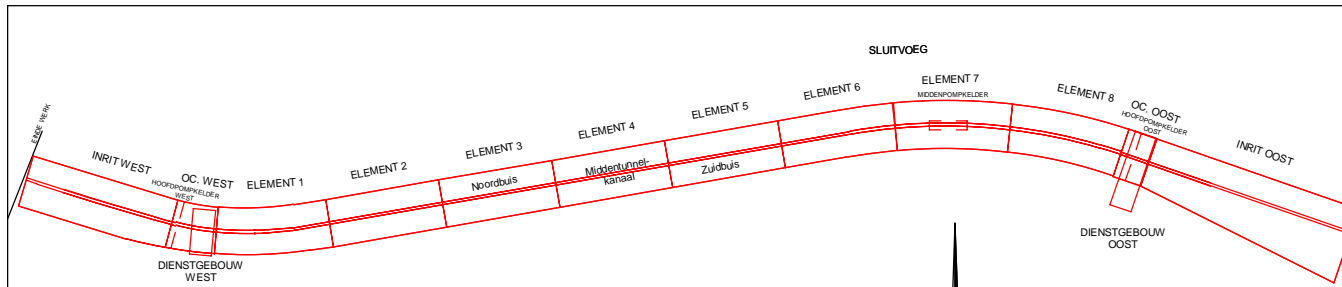 EINDE WERK
INRIT WEST
OC. WEST
HOOFDPOMPKELDER
WEST
DIENSTGEBOUW
WEST
ELEMENT 1
ELEMENT 2
ELEMENT 3
Noordbuis
ELEMENT 4
Middentunnel-
kanaal
ELEMENT 5
Zuidbuis
ELEMENT 6
SLUITVOEG
ELEMENT 7
MIDDENPOMPKELDER
ELEMENT 8
OC. OOST
HOOFDPOMPKELDER
OOST
DIENSTGEBOUW
OOST
INRIT OOST